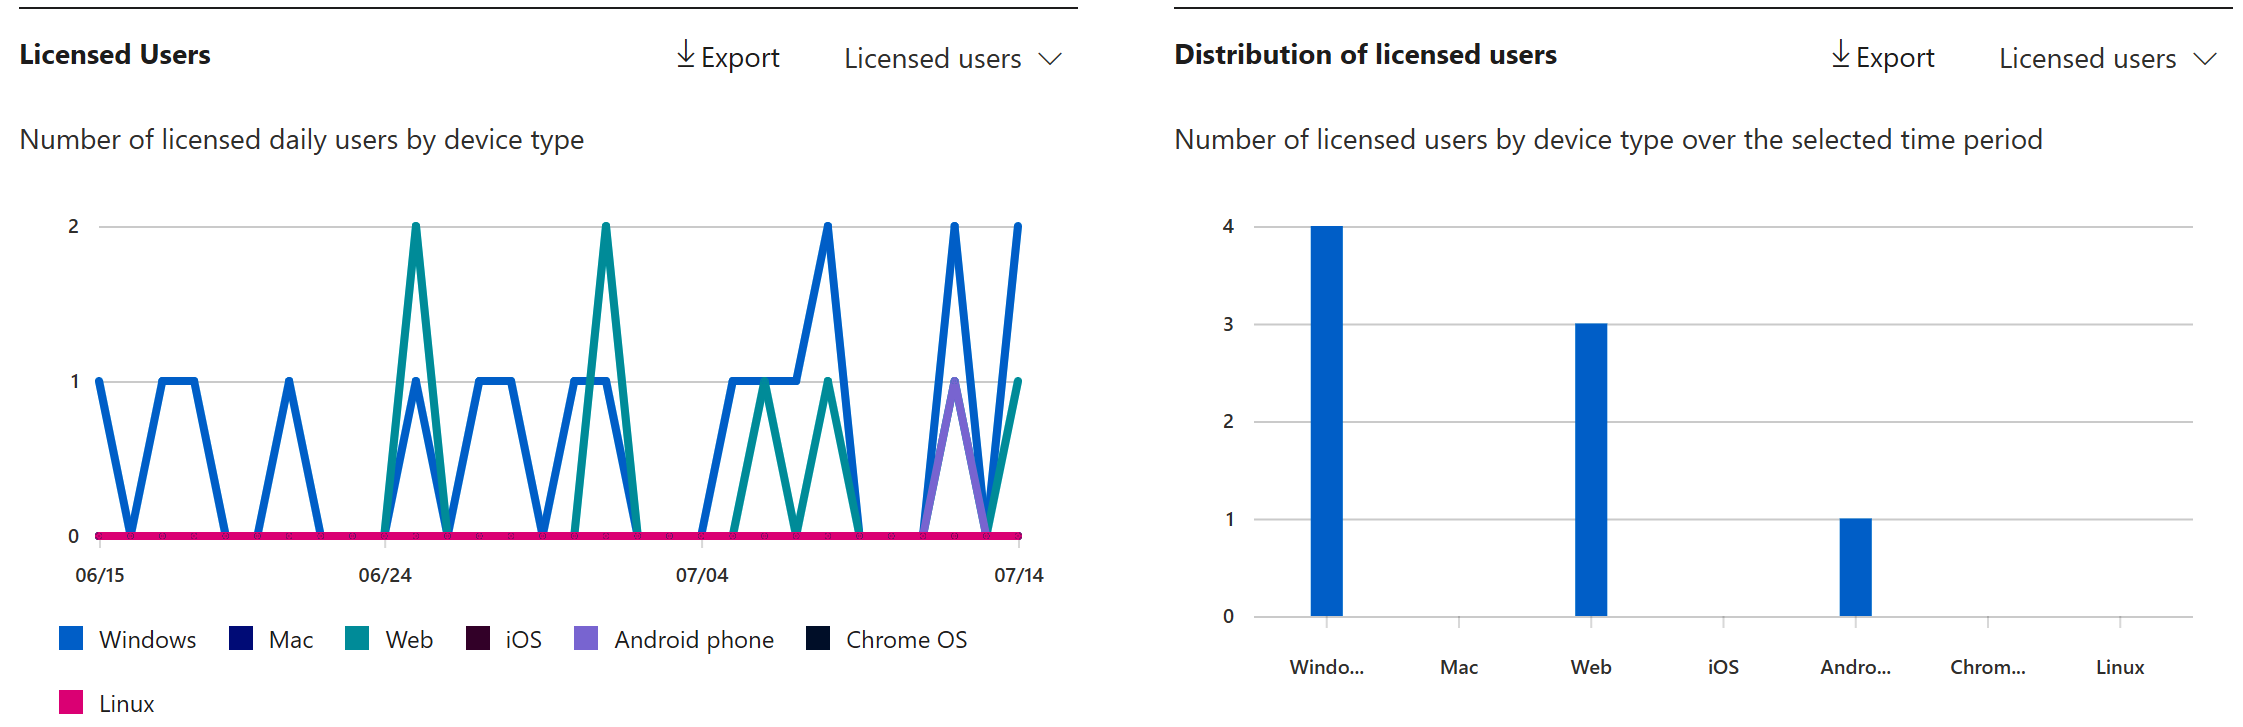 Licensed Users
Export
Licensed users
Number of licensed daily users by device type
2
1
0
06/15 06/24 07/04 07/14
Windows Mac Web iOS Android phone Chrome OS
Linux
Distribution of licensed users
Export
Licensed users
Number of licensed users by device type over the selected time period
4
3
2
1
0
Windo... Mac Web iOS Andro... Chrom... Linux